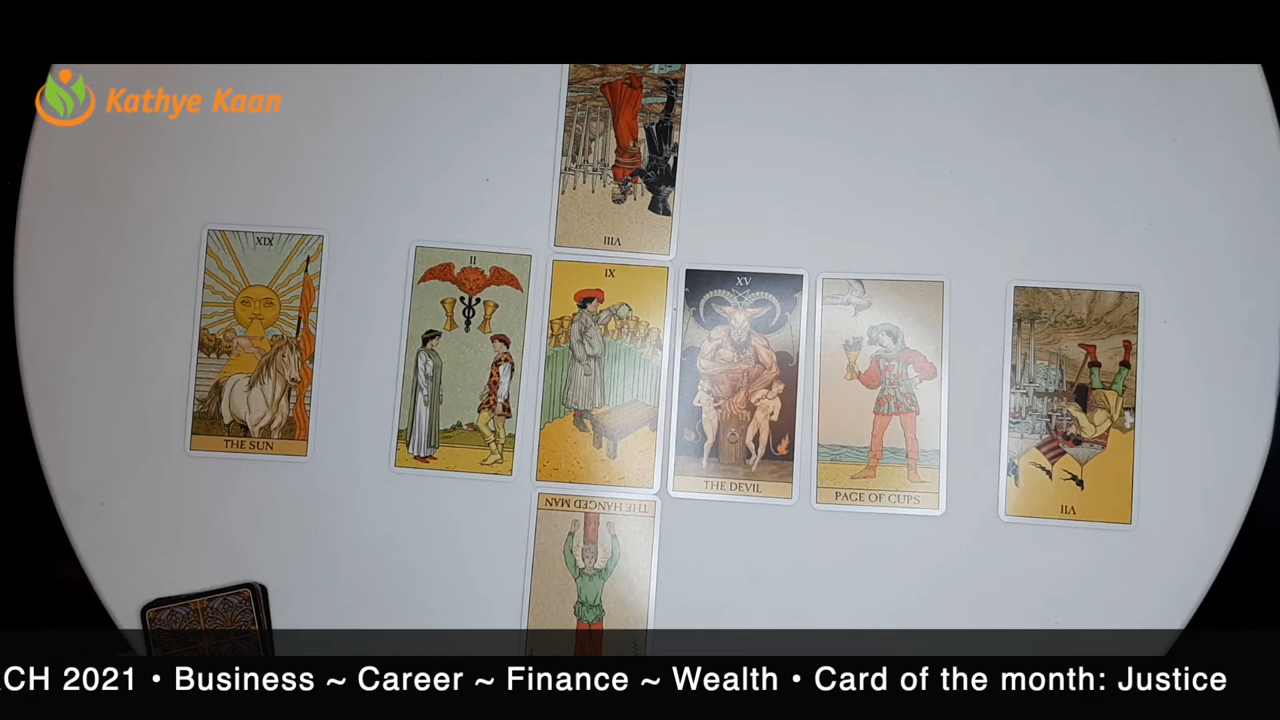 Kathye Kaan
VIII
XIX
II
IX
XV
THE SUN
THE DEVIL
PAGE OF CUPS
VII
THE HANGED MAN
CH 2021 • Business ~ Career ~ Finance ~ Wealth • Card of the month: Justice